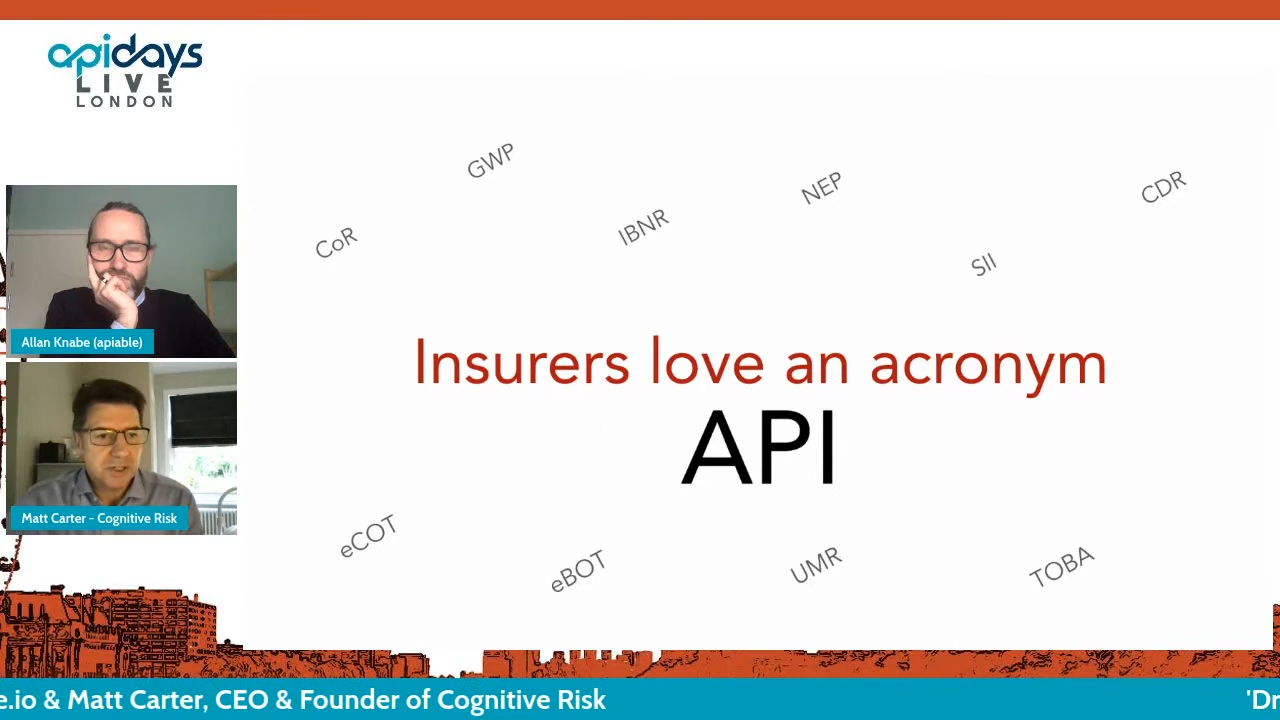 apidays
LIVE
LONDON
GWP
NEP
CDR
IBNR
CoR
SII
Allan Knabe (apiable)
Insurers love an acronym
API
Matt Carter - Cognitive Risk
eCOT
eBOT
UMR
TOBA
e.io & Matt Carter, CEO & Founder of Cognitive Risk
'Dr